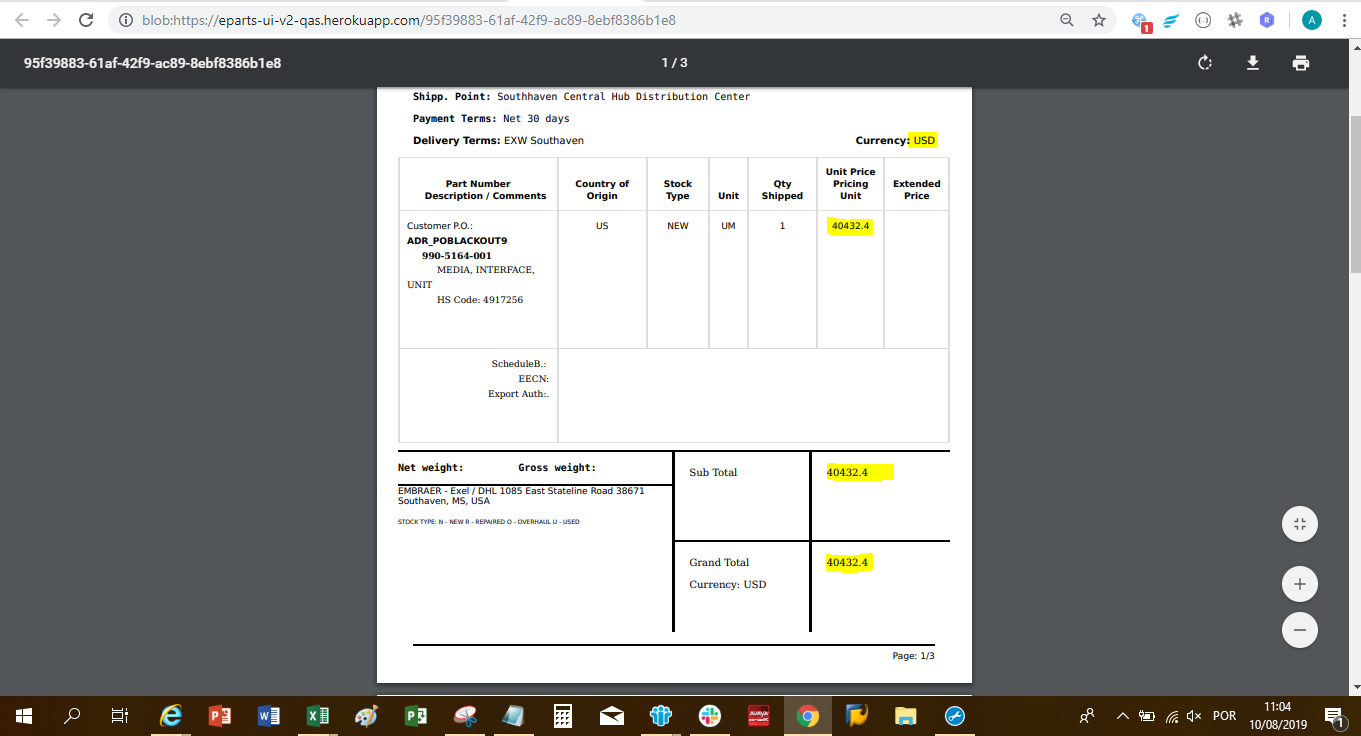 blob:https://eparts-ui-v2-qas.herokuapp.com/95f39883-61af-42f9-ac89-8ebf8386b1e8
1
R
A
95f39883-61af-42f9-ac89-8ebf8386b1e8
1 / 3
Shipp. Point: Southhaven Central Hub Distribution Center
Payment Terms: Net 30 days
Delivery Terms: EXW Southaven
Currency: USD
Part Number
Description / Comments
Country of
Origin
Stock
Type
Unit
Qty
Shipped
Unit Price
Pricing
Unit
Extended
Price
Customer P.O.:
ADR_POBLACKOUT9
990-5164-001
MEDIA, INTERFACE,
UNIT
HS Code: 4917256
US
NEW
UM
1
40432.4
ScheduleB.:
EECN:
Export Auth:.
Net weight:
Gross weight:
EMBRAER - Exel / DHL 1085 East Stateline Road 38671
Southaven, MS, USA
STOCK TYPE: N - NEW R - REPAIRED O - OVERHAUL U - USED
Sub Total
40432.4
Grand Total
Currency: USD
40432.4
Page: 1/3
AVAYA
POR
11:04
10/08/2019
1